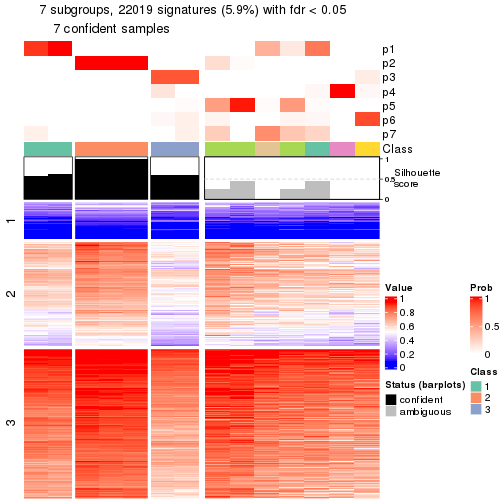 7 subgroups, 22019 signatures (5.9%) with fdr < 0.05
7 confident samples
p1
p2
p3
p4
p5
p6
p7
Class
1
0.5
0
Silhouette
score
1
2
3
Value
1
0.8
0.6
0.4
0.2
0
Status (barplots)
confident
ambiguous
Prob
1
0.5
0
Class
1
2
3